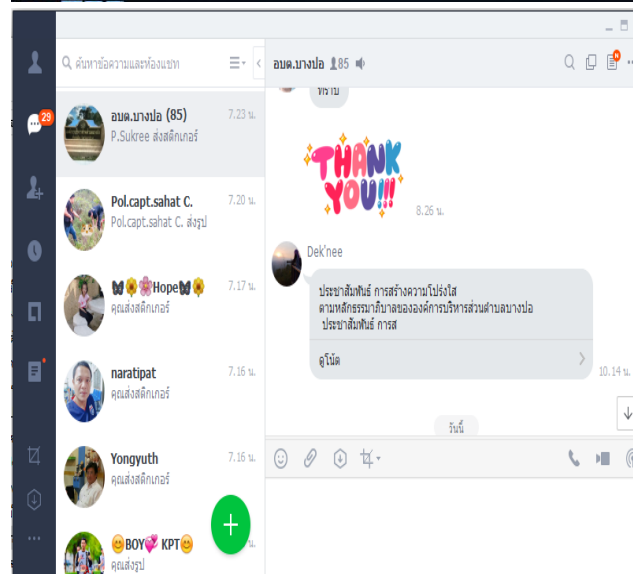 ค้นหาข้อความและห้องแชท
29
อบต.บางปอ (85)
7.23 น.
P.Sukree ส่งสติกเกอร์
Pol.capt.sahat C.
7.20 น.
Pol.capt.sahat C. ส่งรูป
Hope
7.17 น.
คุณส่งสติกเกอร์
naratipat
7.16 น.
คุณส่งสติกเกอร์
Yongyuth
7.16 น.
คุณส่งสติกเกอร์
BOY KPT
น.
คุณส่งรูป
อบต.บางปอ 85
ทราบ
THANK
YOU!!!
8.26 น.
Dek'nee
ประชาสัมพันธ์ การสร้างความโปร่งใส
ตามหลักธรรมาภิบาลขององค์การบริหารส่วนตำบลบางปอ
ประชาสัมพันธ์ การส
ดูโน้ต
10.14 น.
วันนี้